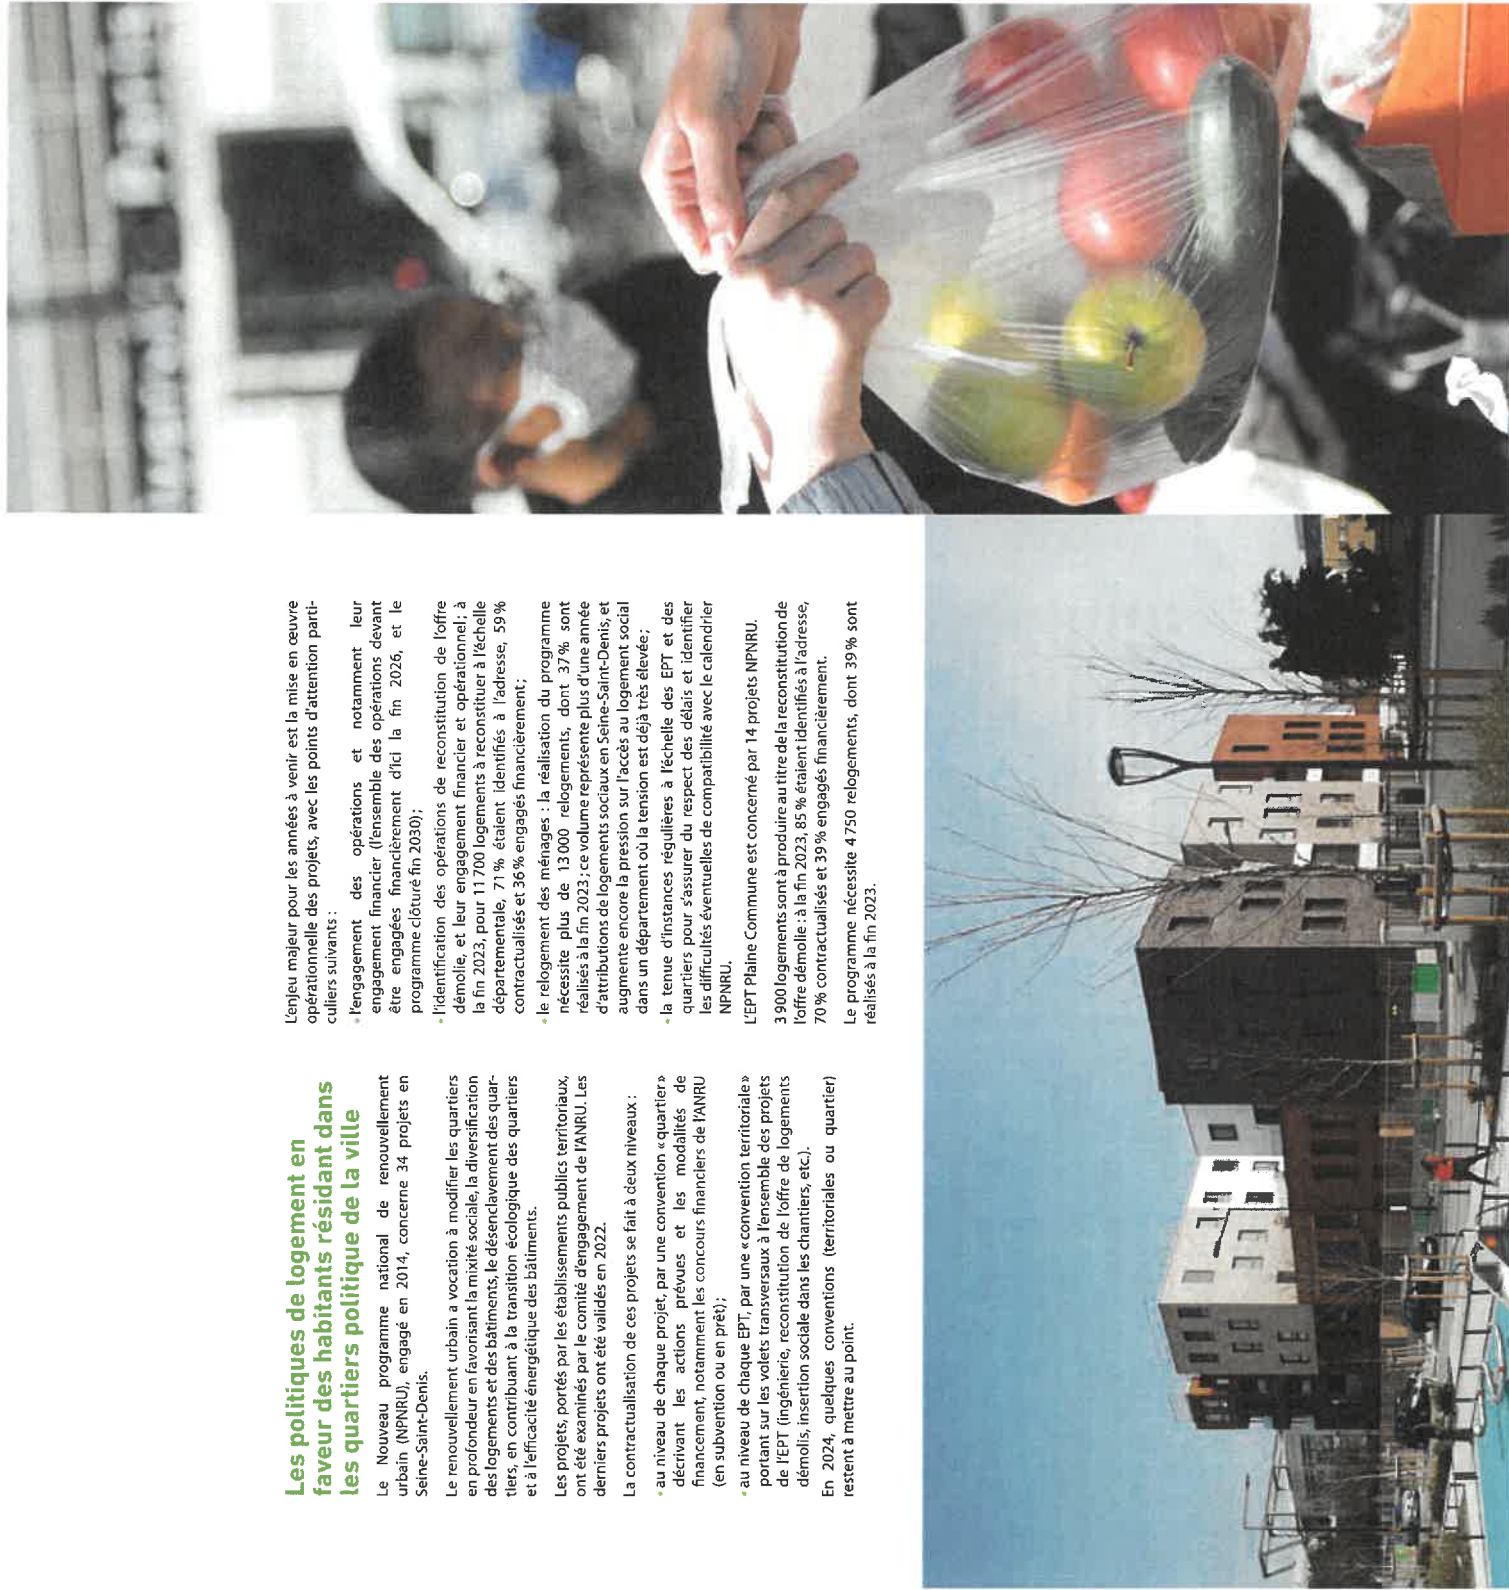 Les politiques de logement en
faveur des habitants résidant dans
les quartiers politique de la ville
Le Nouveau programme national de renouvellement
urbain (NPNRU), engagé en 2014, concerne 34 projets en
Seine-Saint-Denis.
Le renouvellement urbain a vocation à modifier les quartiers
en profondeur en favorisant la mixité sociale, la diversification
des logements et des bâtiments, le désenclavement des quar-
tiers, en contribuant à la transition écologique des quartiers
et à l'efficacité énergétique des bâtiments.
Les projets, portés par les établissements publics territoriaux,
ont été examinés par le comité d'engagement de l'ANRU. Les
derniers projets ont été validés en 2022.
La contractualisation de ces projets se fait à deux niveaux :
• au niveau de chaque projet, par une convention « quartier »
décrivant les actions prévues et les modalités de
financement, notamment les concours financiers de l'ANRU
(en subvention ou en prêt) ;
• au niveau de chaque EPT, par une « convention territoriale »
portant sur les volets transversaux à l'ensemble des projets
de l'EPT (ingénierie, reconstitution de l'offre de logements
démolis, insertion sociale dans les chantiers, etc.).
En 2024, quelques conventions (territoriales ou quartier)
restent à mettre au point.
L'enjeu majeur pour les années à venir est la mise en œuvre
opérationnelle des projets, avec les points d'attention parti-
culiers suivants :
• l'engagement des opérations et notamment leur
engagement financier (l'ensemble des opérations devant
être engagées financièrement d'ici la fin 2026, et le
programme clôturé fin 2030) ;
• l'identification des opérations de reconstitution de l'offre
démolie, et leur engagement financier et opérationnel ; à
la fin 2023, pour 11 700 logements à reconstituer à l'échelle
départementale, 71 % étaient identifiés à l'adresse, 59 %
contractualisés et 36 % engagés financièrement ;
• le relogement des ménages : la réalisation du programme
nécessite plus de 13 000 relogements, dont 37 % sont
réalisés à la fin 2023 ; ce volume représente plus d'une année
d'attributions de logements sociaux en Seine-Saint-Denis, et
augmente encore la pression sur l'accès au logement social
dans un département où la tension est déjà très élevée ;
• la tenue d'instances régulières à l'échelle des EPT et des
quartiers pour s'assurer du respect des délais et identifier
les difficultés éventuelles de compatibilité avec le calendrier
NPNRU.
L'EPT Plaine Commune est concerné par 14 projets NPNRU.
3 900 logements sont à produire au titre de la reconstitution de
l'offre démolie : à la fin 2023, 85 % étaient identifiés à l'adresse,
70 % contractualisés et 39 % engagés financièrement.
Le programme nécessite 4 750 relogements, dont 39 % sont
réalisés à la fin 2023.